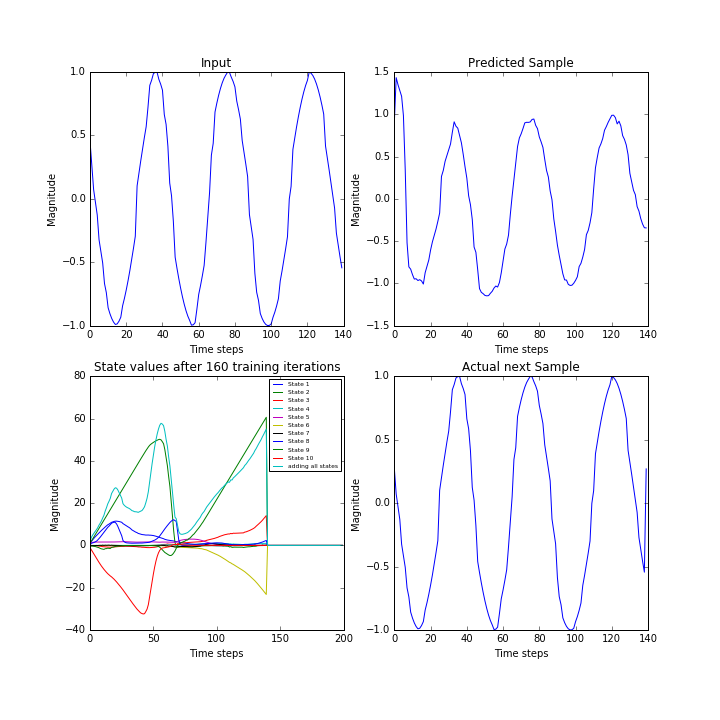 Input
Magnitude
1.0
0.5
0.0
−0.5
−1.0
0 20 40 60 80 100 120 140
Time steps
Predicted Sample
Magnitude
1.5
1.0
0.5
0.0
−0.5
−1.0
−1.5
0 20 40 60 80 100 120 140
Time steps
State values after 160 training iterations
Magnitude
80
60
40
20
0
−20
−40
0 50 100 150 200
Time steps
State 1
State 2
State 3
State 4
State 5
State 6
State 7
State 8
State 9
State 10
adding all states
Actual next Sample
Magnitude
1.0
0.5
0.0
−0.5
−1.0
0 20 40 60 80 100 120 140
Time steps